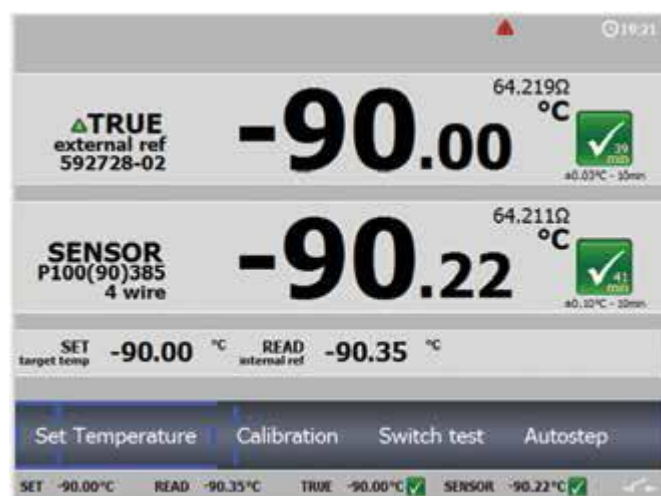 19:21
64.219Ω
TRUE
external ref
592728-02
-90.00 °C
39 min
±0.03°C - 10min
64.211Ω
SENSOR
P100(90)385
4 wire
-90.22 °C
41 min
±0.10°C - 10min
SET target temp -90.00 °C READ internal ref -90.35 °C
Set Temperature Calibration Switch test Autostep
SET -90.00°C READ -90.35°C TRUE -90.00°C SENSOR -90.22°C